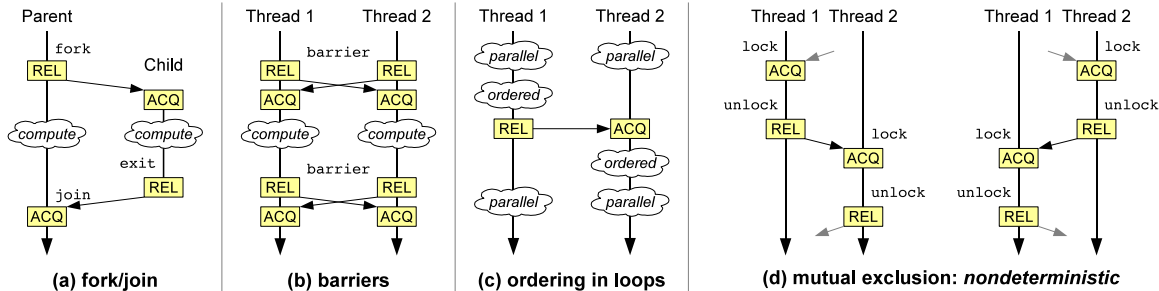 Parent
fork
REL
Child
ACQ
compute
compute
exit
REL
join
ACQ
(a) fork/join
Thread 1 Thread 2
barrier
REL REL
ACQ ACQ
compute compute
barrier
REL REL
ACQ ACQ
(b) barriers
Thread 1 Thread 2
parallel parallel
ordered
REL ACQ
ordered
parallel parallel
(c) ordering in loops
Thread 1 Thread 2
lock
ACQ
unlock
REL
lock
ACQ
unlock
REL
Thread 1 Thread 2
lock
ACQ
unlock
REL
lock
ACQ
unlock
REL
(d) mutual exclusion: nondeterministic